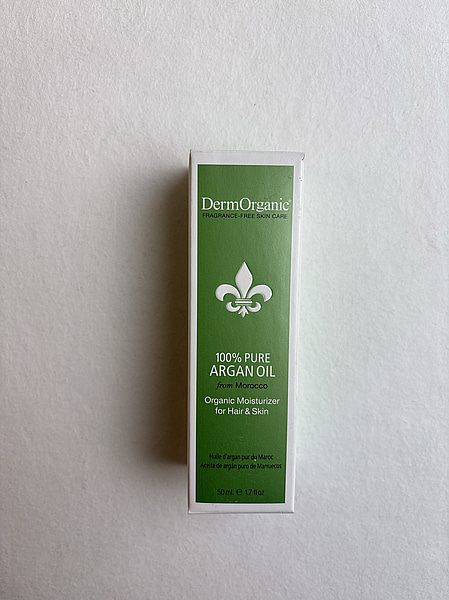 DermOrganic®
FRAGRANCE-FREE SKIN CARE
100% PURE
ARGAN OIL
from Morocco
Organic Moisturizer
for Hair & Skin
Huile d'argan pur du Maroc
Aceite de argán puro de Marruecos
50 mL ℮ 1.7 fl oz